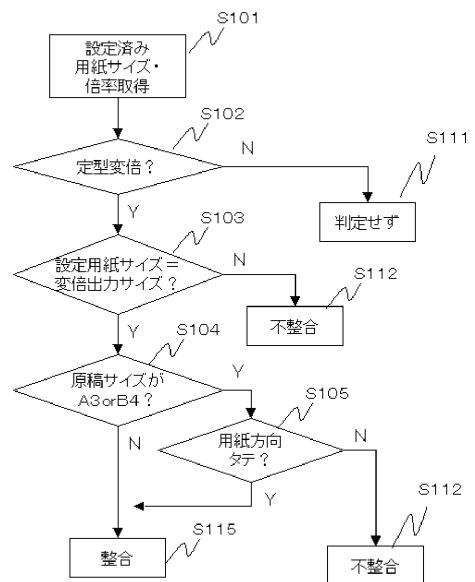 S101
設定済み
用紙サイズ・
倍率取得
S102
定型変倍？
N
S111
判定せず
Y
S103
設定用紙サイズ＝
変倍出力サイズ？
N
S112
不整合
Y
S104
原稿サイズが
A3orB4？
Y
S105
用紙方向
タテ？
N
N
Y
S112
不整合
S115
整合